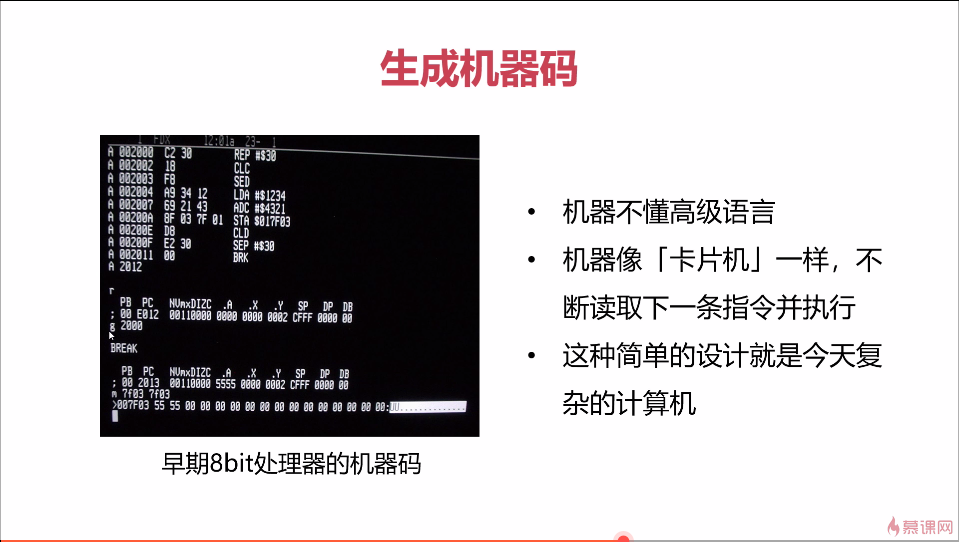 生成机器码
1 FDX 12:01a 23- 1
A 002000 C2 30 REP #$30
A 002002 18 CLC
A 002003 F8 SED
A 002004 A9 34 12 LDA #$1234
A 002007 69 21 43 ADC #$4321
A 00200A 8F 03 7F 01 STA $017F03
A 00200E D8 CLD
A 00200F E2 30 SEP #$30
A 002011 00 BRK
A 2012
r
PB PC NVmxDIZC .A .X .Y SP DP DB
; 00 E012 00110000 0000 0000 0002 CFFF 0000 00
g 2000
BREAK
PB PC NVmxDIZC .A .X .Y SP DP DB
; 00 2013 00110000 5555 0000 0002 CFFF 0000 00
m 7f03 7f03
>007F03 55 55 00 00 00 00 00 00 00 00 00 00 00 00 00 00:UU..............
早期8bit处理器的机器码
• 机器不懂高级语言
• 机器像「卡片机」一样，不
断读取下一条指令并执行
• 这种简单的设计就是今天复
杂的计算机
慕课网